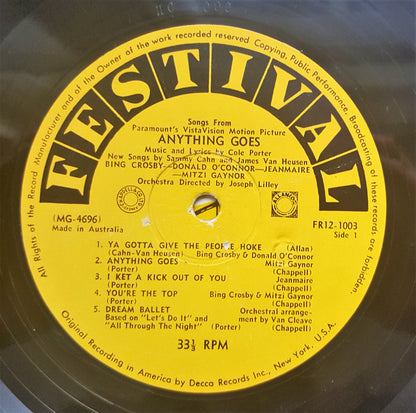 FESTIVAL
All Rights of the Record Manufacturer and of the Owner of the work recorded reserved Copying, Public Performance, Broadcasting and Rental of these records are forbidden.
Songs From
Paramount's VistaVision Motion Picture
ANYTHING GOES
Music and Lyrics by Cole Porter
New Songs by Sammy Cahn and James Van Heusen
BING CROSBY—DONALD O'CONNOR—JEANMAIRE
—MITZI GAYNOR
Orchestra Directed by Joseph Lilley
(MG-4696)
Made in Australia
FR12-1003
Side 1
1. YA GOTTA GIVE THE PEOPLE HOKE (Allan)
(Cahn-Van Heusen) Bing Crosby & Donald O'Connor
2. ANYTHING GOES Mitzi Gaynor
(Porter) (Chappell)
3. I KET A KICK OUT OF YOU Jeanmaire
(Porter) (Chappell)
4. YOU'RE THE TOP Bing Crosby & Mitzi Gaynor
(Porter) (Chappell)
5. DREAM BALLET Orchestral arrange-
Based on "Let's Do It" and ment by Van Cleave
"All Through The Night" (Porter) (Chappell)
33⅓ RPM
Original Recording in America by Decca Records Inc., New York, U.S.A.